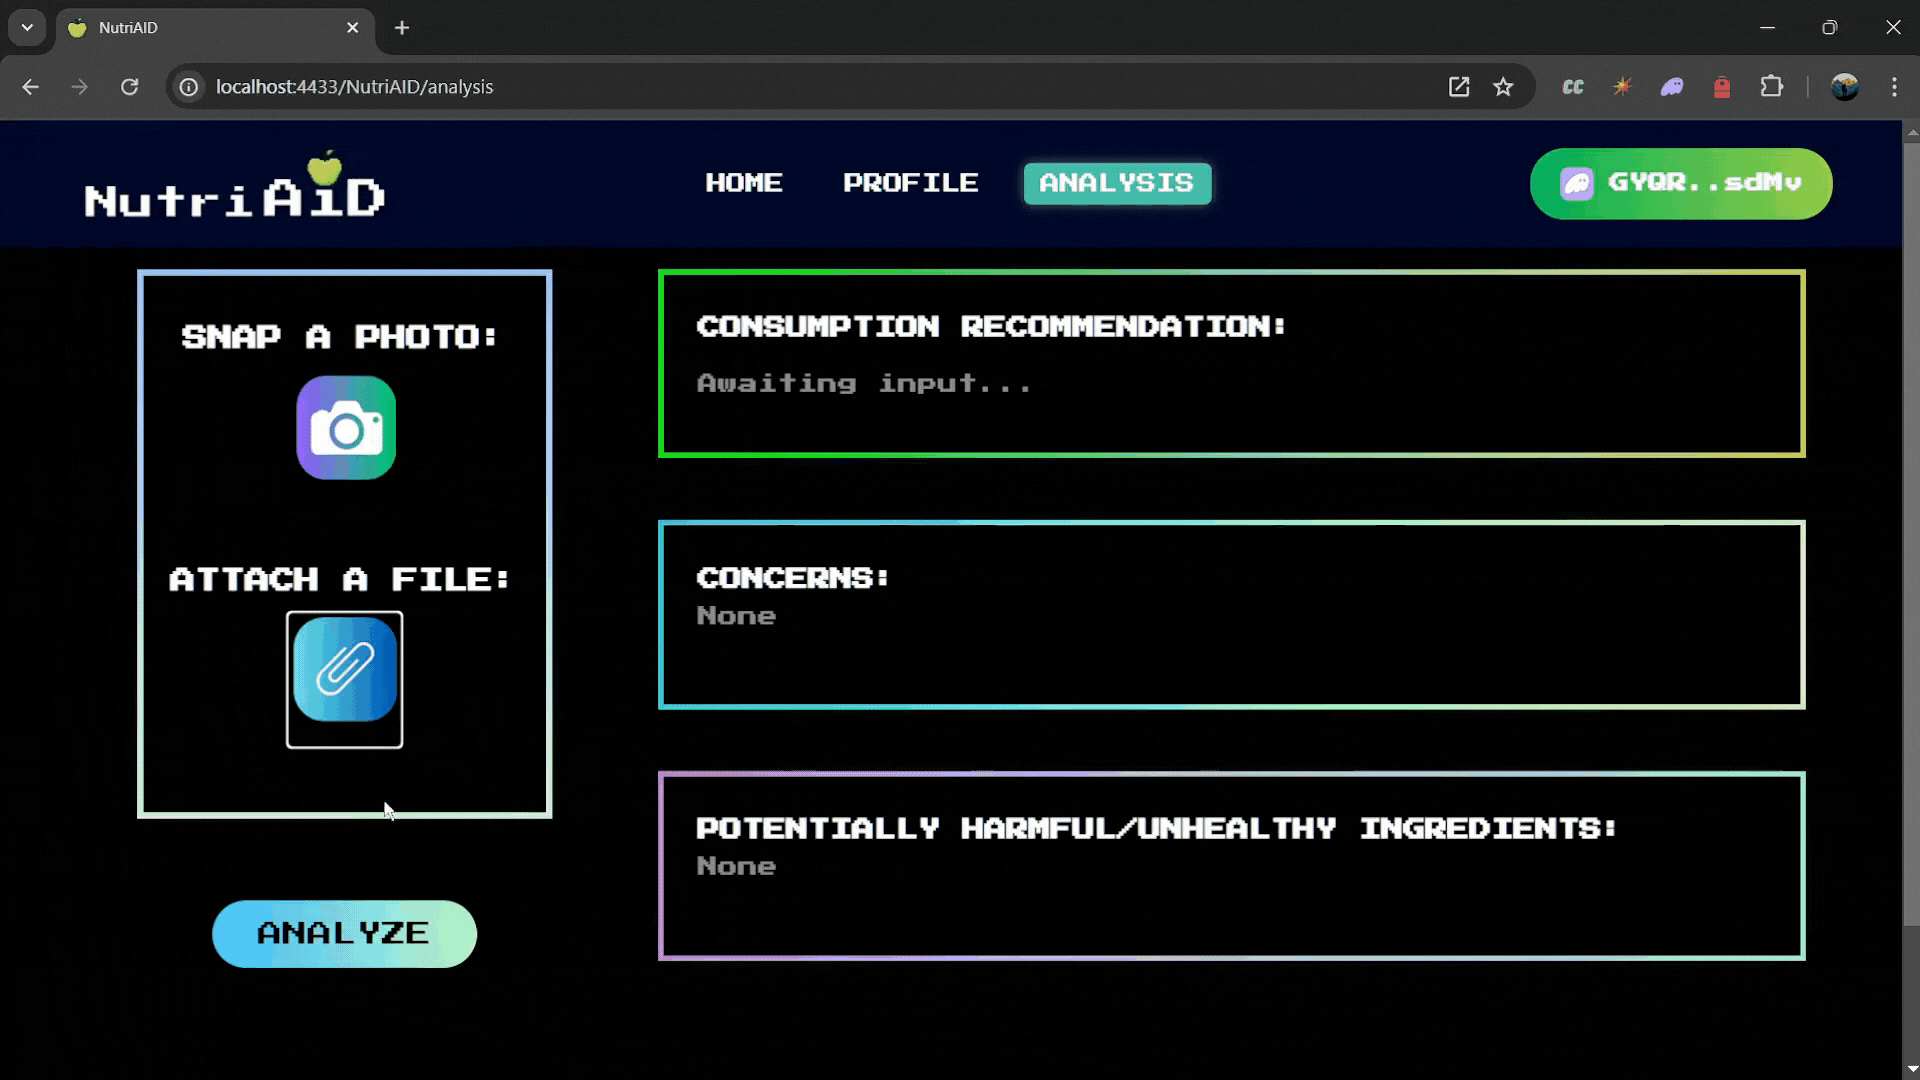 NutriAID
localhost:4433/NutriAID/analysis
CC
NutriAiD
HOME
PROFILE
ANALYSIS
GYQR..sdMv
SNAP A PHOTO:
ATTACH A FILE:
ANALYZE
CONSUMPTION RECOMMENDATION:
Awaiting input...
CONCERNS:
None
POTENTIALLY HARMFUL/UNHEALTHY INGREDIENTS:
None